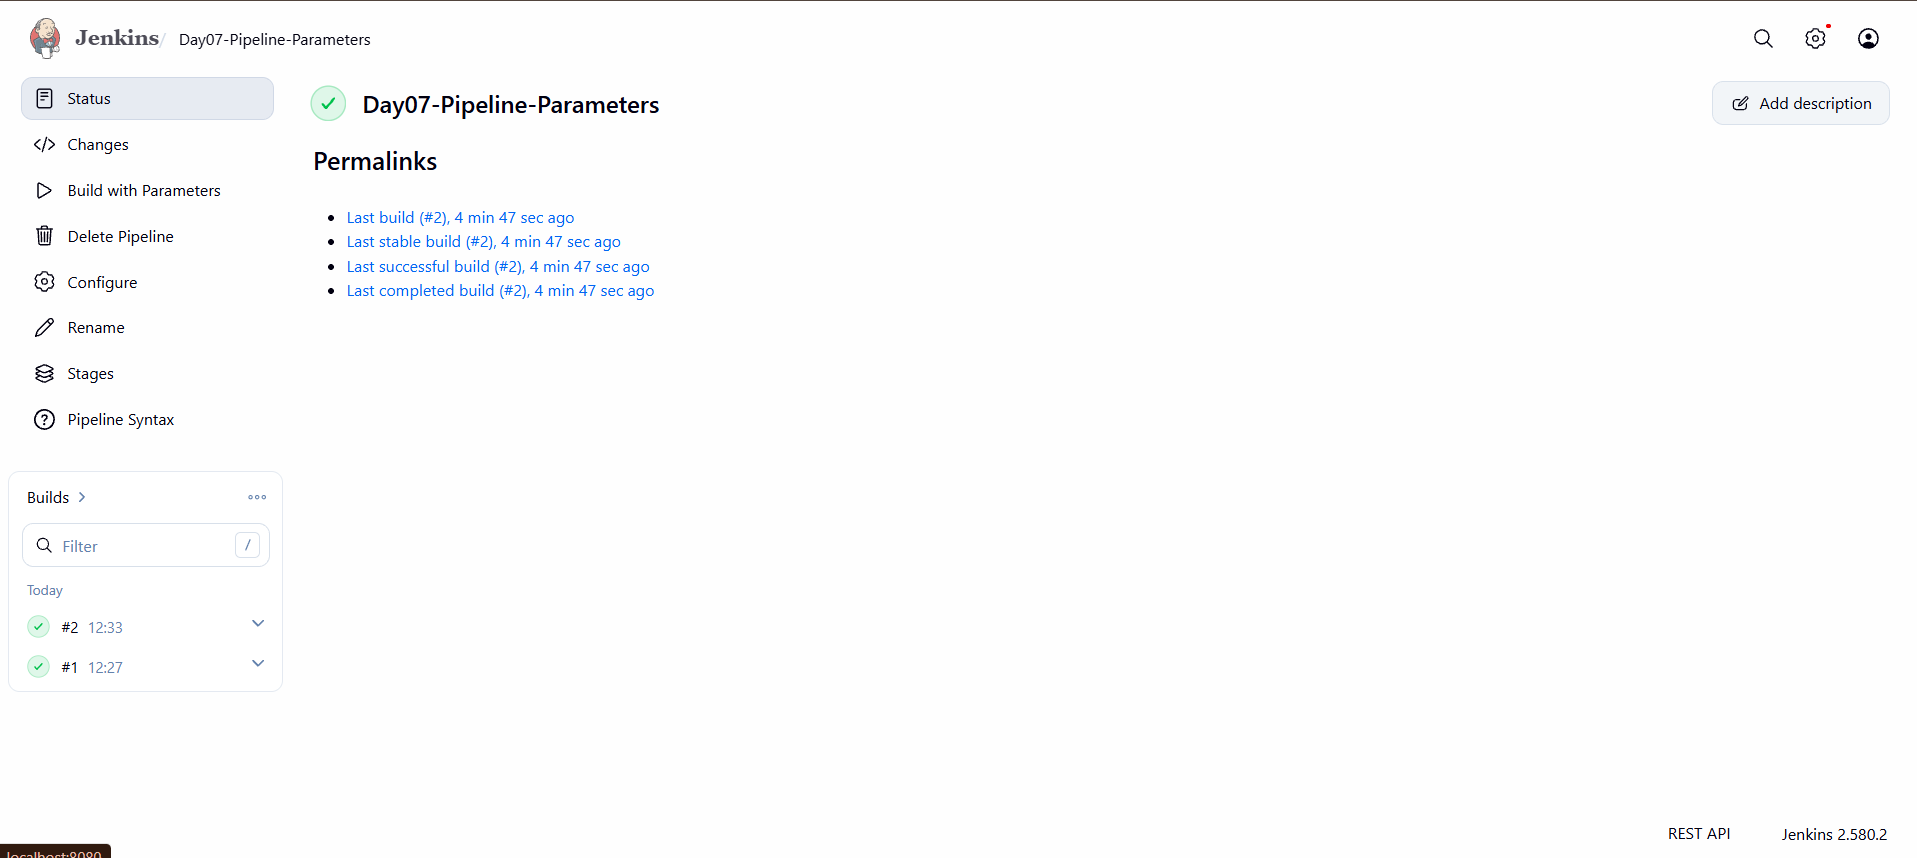 Jenkins / Day07-Pipeline-Parameters
Status
Changes
Build with Parameters
Delete Pipeline
Configure
Rename
Stages
Pipeline Syntax
Builds
Filter /
Today
#2 12:33
#1 12:27
Day07-Pipeline-Parameters
Add description
Permalinks
Last build (#2), 4 min 47 sec ago
Last stable build (#2), 4 min 47 sec ago
Last successful build (#2), 4 min 47 sec ago
Last completed build (#2), 4 min 47 sec ago
REST API
Jenkins 2.580.2
localhost:8080